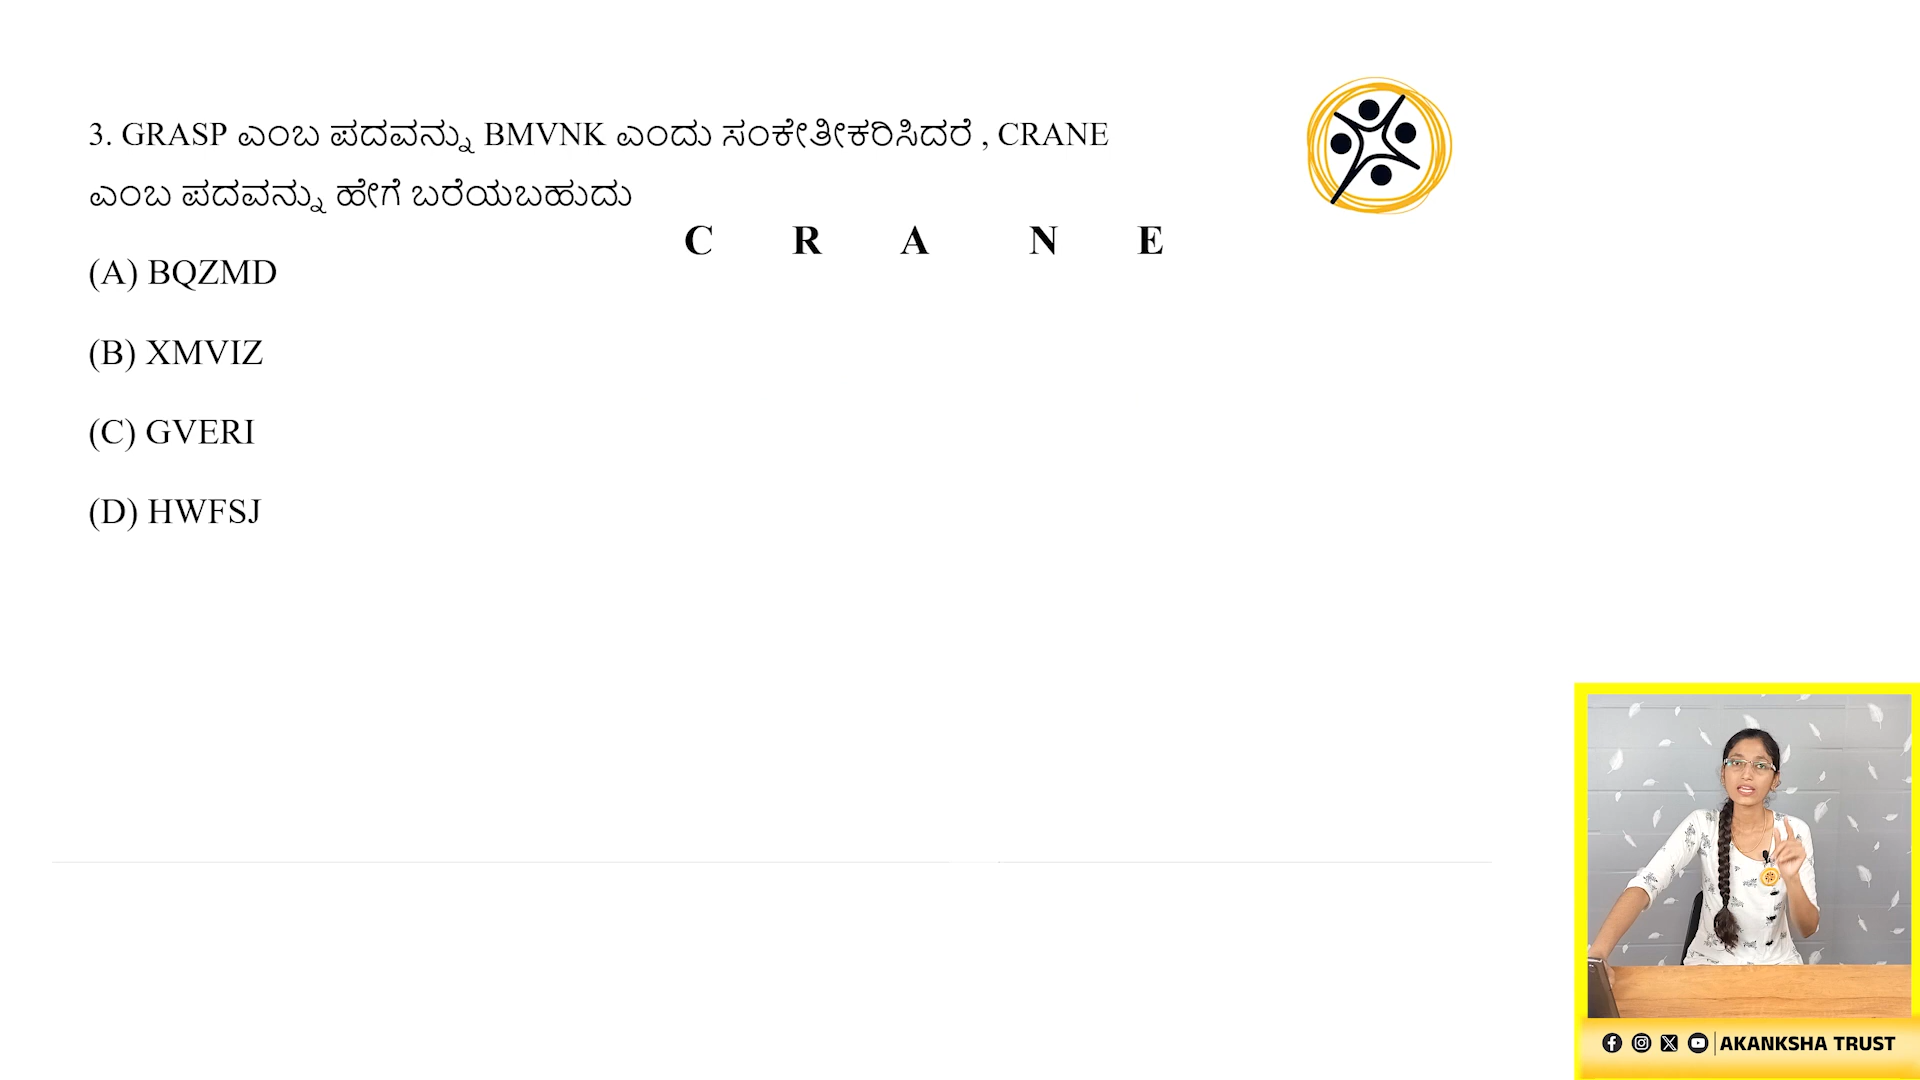 3. GRASP ಎಂಬ ಪದವನ್ನು BMVNK ಎಂದು ಸಂಕೇತೀಕರಿಸಿದರೆ , CRANE
ಎಂಬ ಪದವನ್ನು ಹೇಗೆ ಬರೆಯಬಹುದು
C R A N E
(A) BQZMD
(B) XMVIZ
(C) GVERI
(D) HWFSJ
AKANKSHA TRUST